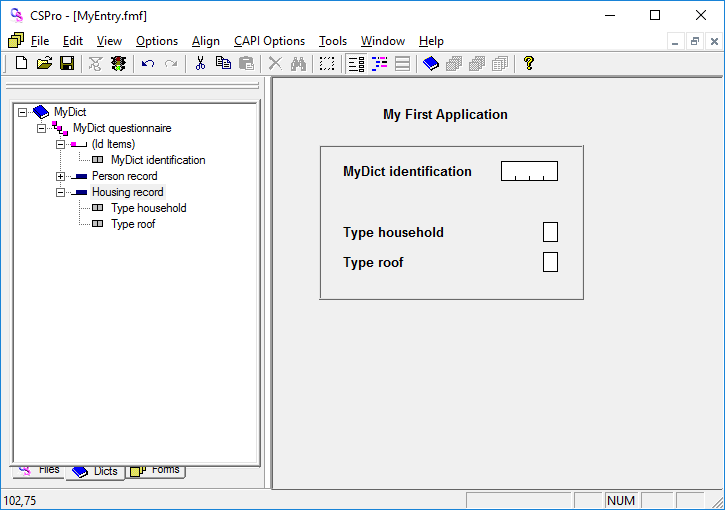 CSPro - [MyEntry.fmf]
File Edit View Options Align CAPI Options Tools Window Help
MyDict
MyDict questionnaire
(Id Items)
MyDict identification
Person record
Housing record
Type household
Type roof
Files Dicts Forms
My First Application
MyDict identification
Type household
Type roof
102,75 NUM